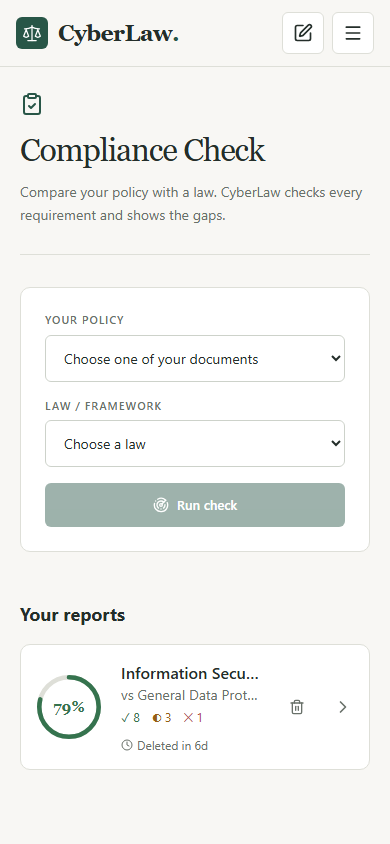 CyberLaw.
Compliance Check
Compare your policy with a law. CyberLaw checks every
requirement and shows the gaps.
YOUR POLICY
Choose one of your documents
LAW / FRAMEWORK
Choose a law
Run check
Your reports
79%
Information Secu...
vs General Data Prot...
✓ 8 ◐ 3 ✕ 1
Deleted in 6d